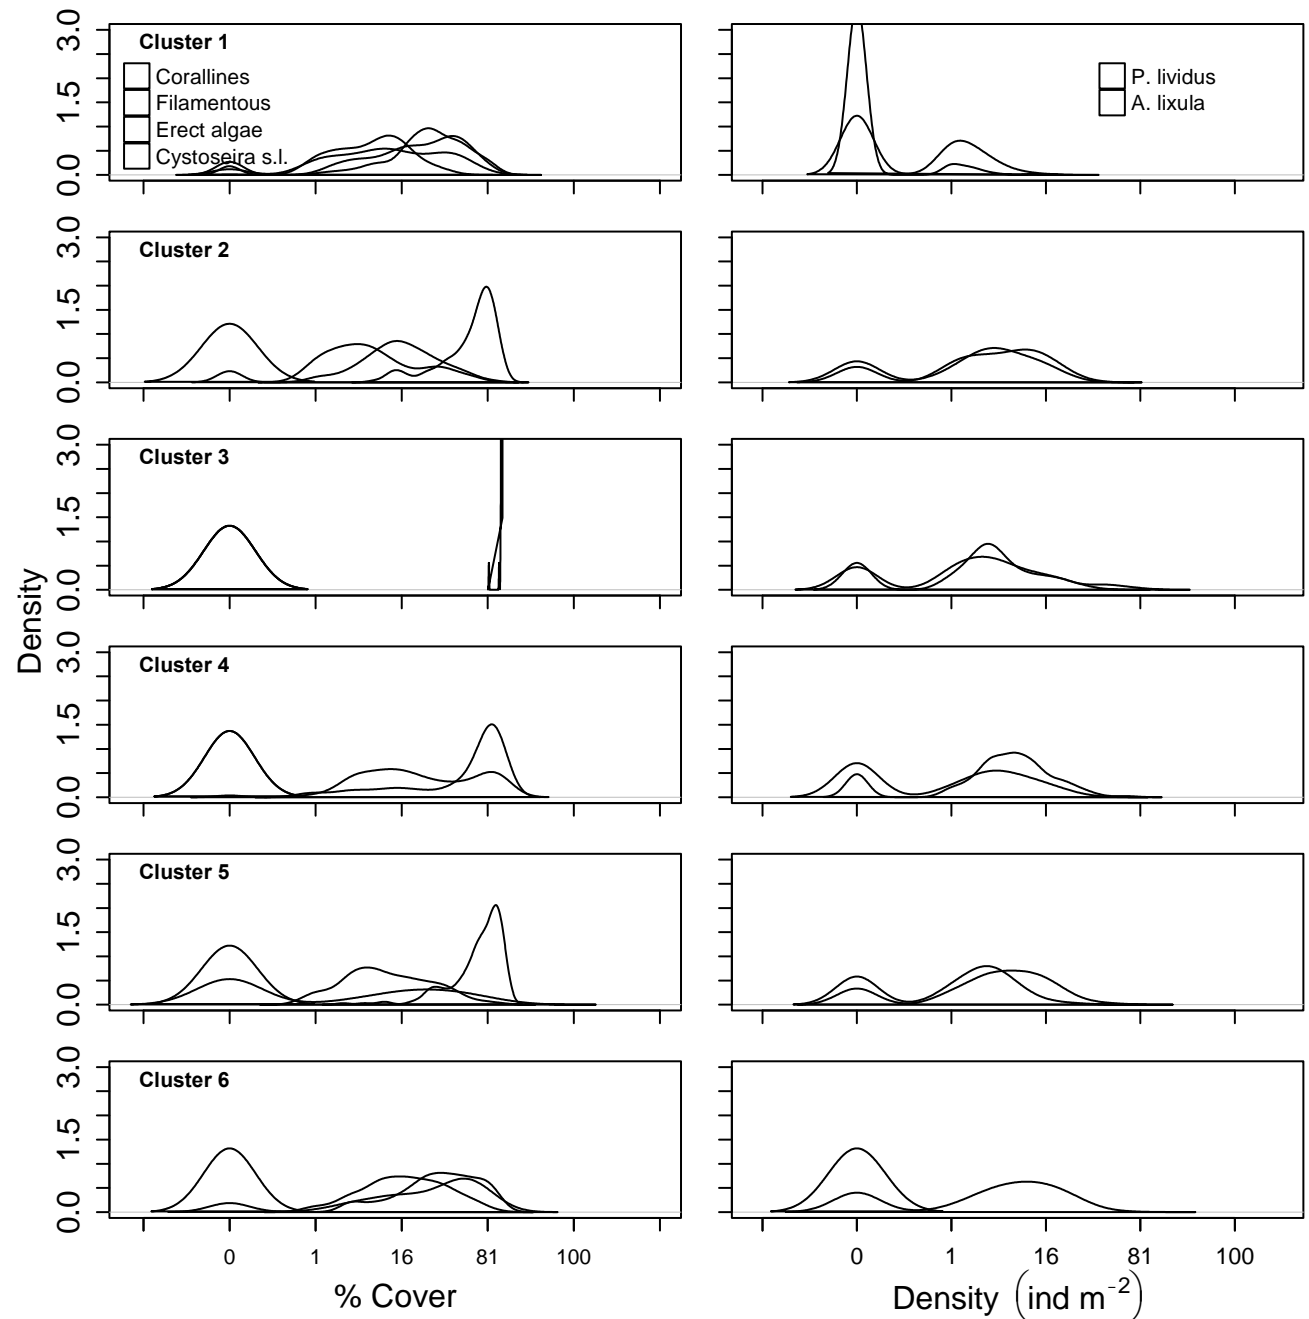 Cluster 1
Corallines
Filamentous
Erect algae
Cystoseira s.l.
P. lividus
A. lixula
0.0 1.5 3.0
Cluster 2
0.0 1.5 3.0
Cluster 3
0.0 1.5 3.0
Cluster 4
0.0 1.5 3.0
Cluster 5
0.0 1.5 3.0
Cluster 6
0.0 1.5 3.0
Density
0 1 16 81 100
0 1 16 81 100
% Cover
Density (ind m⁻²)